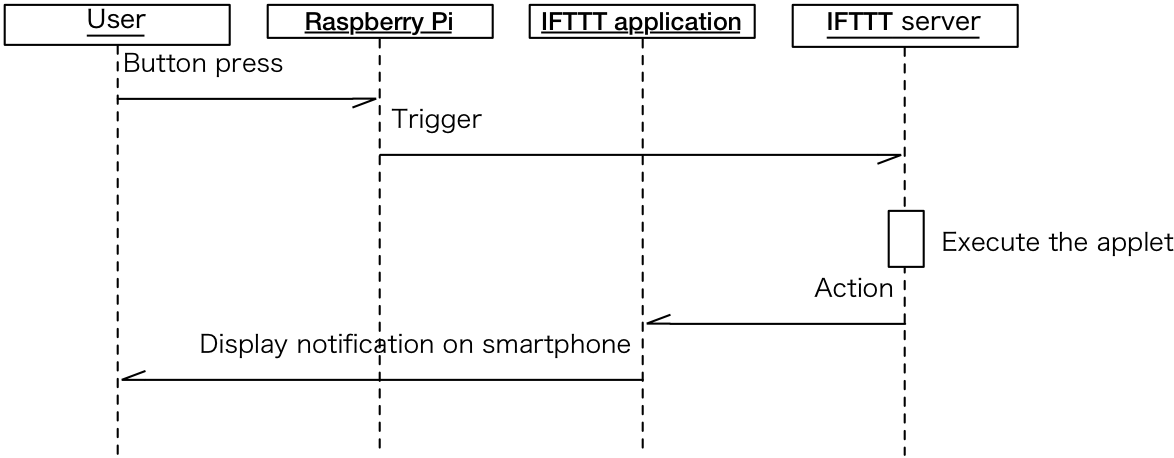 User
Raspberry Pi
IFTTT application
IFTTT server
Button press
Trigger
Execute the applet
Action
Display notification on smartphone